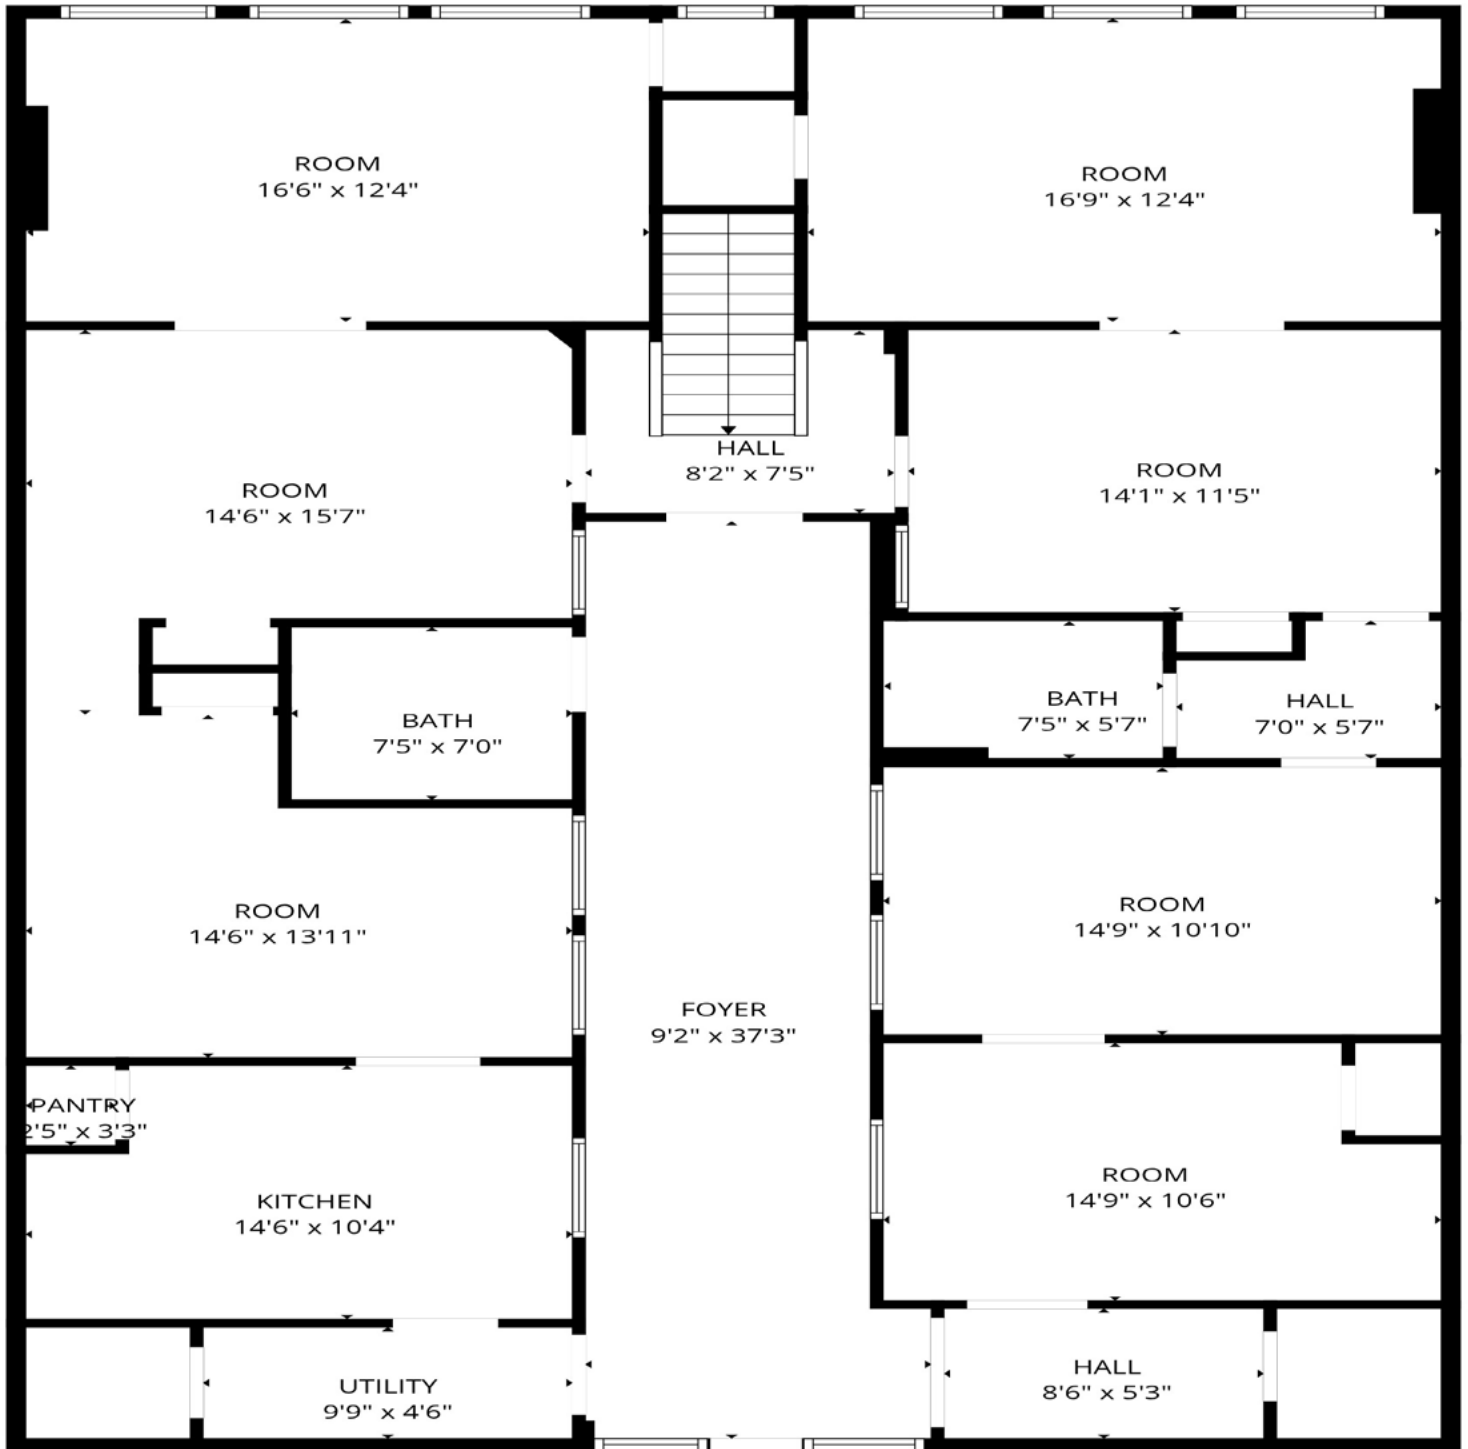 ROOM
16'6" x 12'4"
ROOM
16'9" x 12'4"
HALL
8'2" x 7'5"
ROOM
14'6" x 15'7"
ROOM
14'1" x 11'5"
BATH
7'5" x 7'0"
BATH
7'5" x 5'7"
HALL
7'0" x 5'7"
ROOM
14'6" x 13'11"
ROOM
14'9" x 10'10"
FOYER
9'2" x 37'3"
PANTRY
2'5" x 3'3"
KITCHEN
14'6" x 10'4"
ROOM
14'9" x 10'6"
UTILITY
9'9" x 4'6"
HALL
8'6" x 5'3"